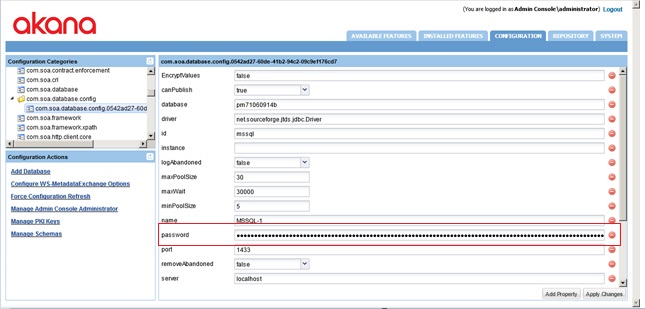 (You are logged in as Admin Console\administrator) Logout
akana
AVAILABLE FEATURES INSTALLED FEATURES CONFIGURATION REPOSITORY SYSTEM
Configuration Categories
com.soa.contract.enforcement
com.soa.crl
com.soa.database
com.soa.database.config
com.soa.database.config.0542ad27-60d
com.soa.framework
com.soa.framework.xpath
com.soa.http.client.core
Configuration Actions
Add Database
Configure WS-MetadataExchange Options
Force Configuration Refresh
Manage Admin Console Administrator
Manage PKI Keys
Manage Schemas
com.soa.database.config.0542ad27-60de-41b2-94c2-09c9ef176cd7
EncryptValues false
canPublish true
database pm71060914b
driver net.sourceforge.jtds.jdbc.Driver
id mssql
instance
logAbandoned false
maxPoolSize 30
maxWait 30000
minPoolSize 5
name MSSQL-1
password
port 1433
removeAbandoned false
server localhost
Add Property Apply Changes